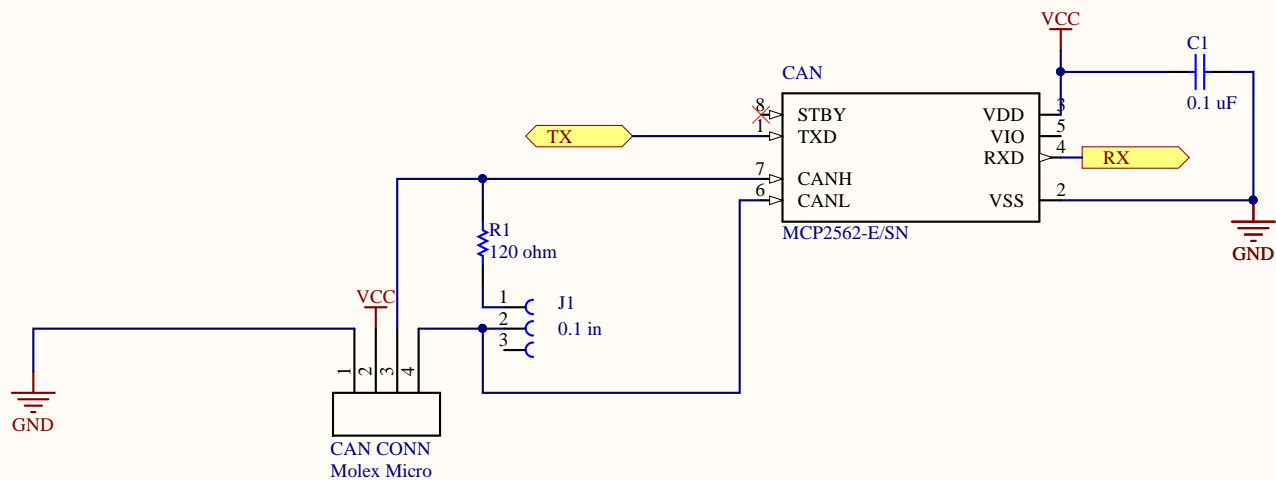 VCC
C1
0.1 uF
CAN
8
STBY
1
TXD
7
CANH
6
CANL
VDD
3
VIO
5
RXD
4
VSS
2
MCP2562-E/SN
TX
RX
GND
R1
120 ohm
VCC
1
2
3
J1
0.1 in
1
2
3
4
GND
CAN CONN
Molex Micro